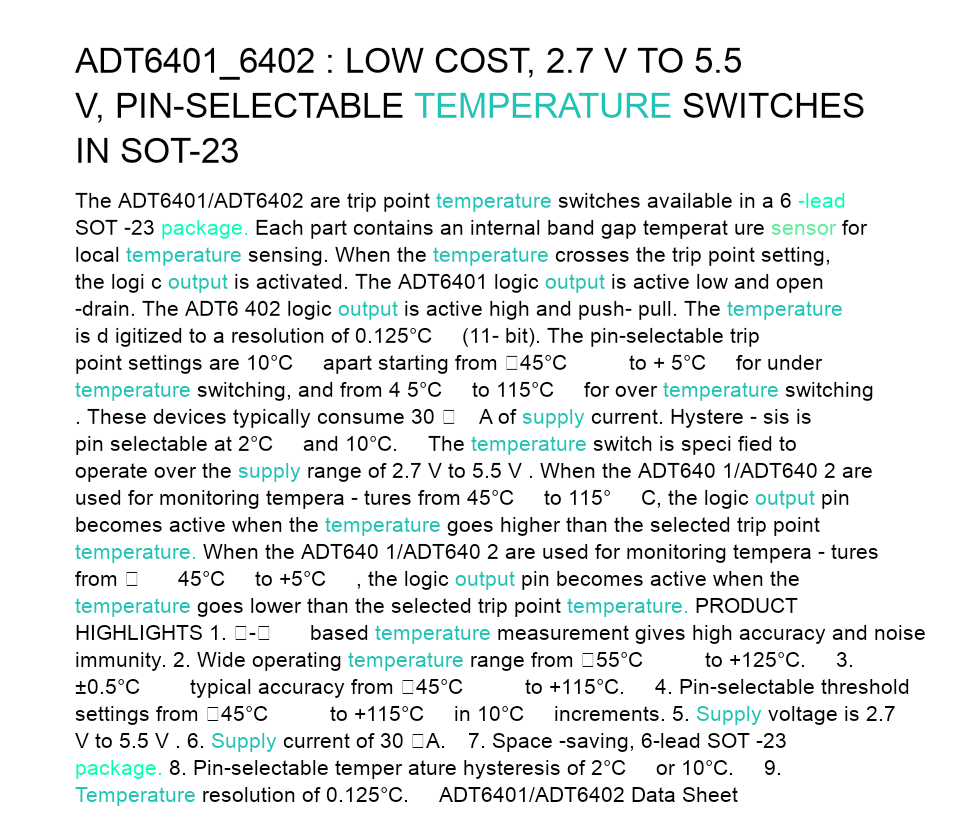 ADT6401_6402 : LOW COST, 2.7 V TO 5.5
V, PIN-SELECTABLE TEMPERATURE SWITCHES
IN SOT-23
The ADT6401/ADT6402 are trip point temperature switches available in a 6 -lead
SOT -23 package. Each part contains an internal band gap temperat ure sensor for
local temperature sensing. When the temperature crosses the trip point setting,
the logi c output is activated. The ADT6401 logic output is active low and open
-drain. The ADT6 402 logic output is active high and push- pull. The temperature
is d igitized to a resolution of 0.125°C (11- bit). The pin-selectable trip
point settings are 10°C apart starting from □45°C to + 5°C for under
temperature switching, and from 4 5°C to 115°C for over temperature switching
. These devices typically consume 30 □ A of supply current. Hystere - sis is
pin selectable at 2°C and 10°C. The temperature switch is speci fied to
operate over the supply range of 2.7 V to 5.5 V . When the ADT640 1/ADT640 2 are
used for monitoring tempera - tures from 45°C to 115° C, the logic output pin
becomes active when the temperature goes higher than the selected trip point
temperature. When the ADT640 1/ADT640 2 are used for monitoring tempera - tures
from □ 45°C to +5°C , the logic output pin becomes active when the
temperature goes lower than the selected trip point temperature. PRODUCT
HIGHLIGHTS 1. □-□ based temperature measurement gives high accuracy and noise
immunity. 2. Wide operating temperature range from □55°C to +125°C. 3.
±0.5°C typical accuracy from □45°C to +115°C. 4. Pin-selectable threshold
settings from □45°C to +115°C in 10°C increments. 5. Supply voltage is 2.7
V to 5.5 V . 6. Supply current of 30 □A. 7. Space -saving, 6-lead SOT -23
package. 8. Pin-selectable temper ature hysteresis of 2°C or 10°C. 9.
Temperature resolution of 0.125°C. ADT6401/ADT6402 Data Sheet